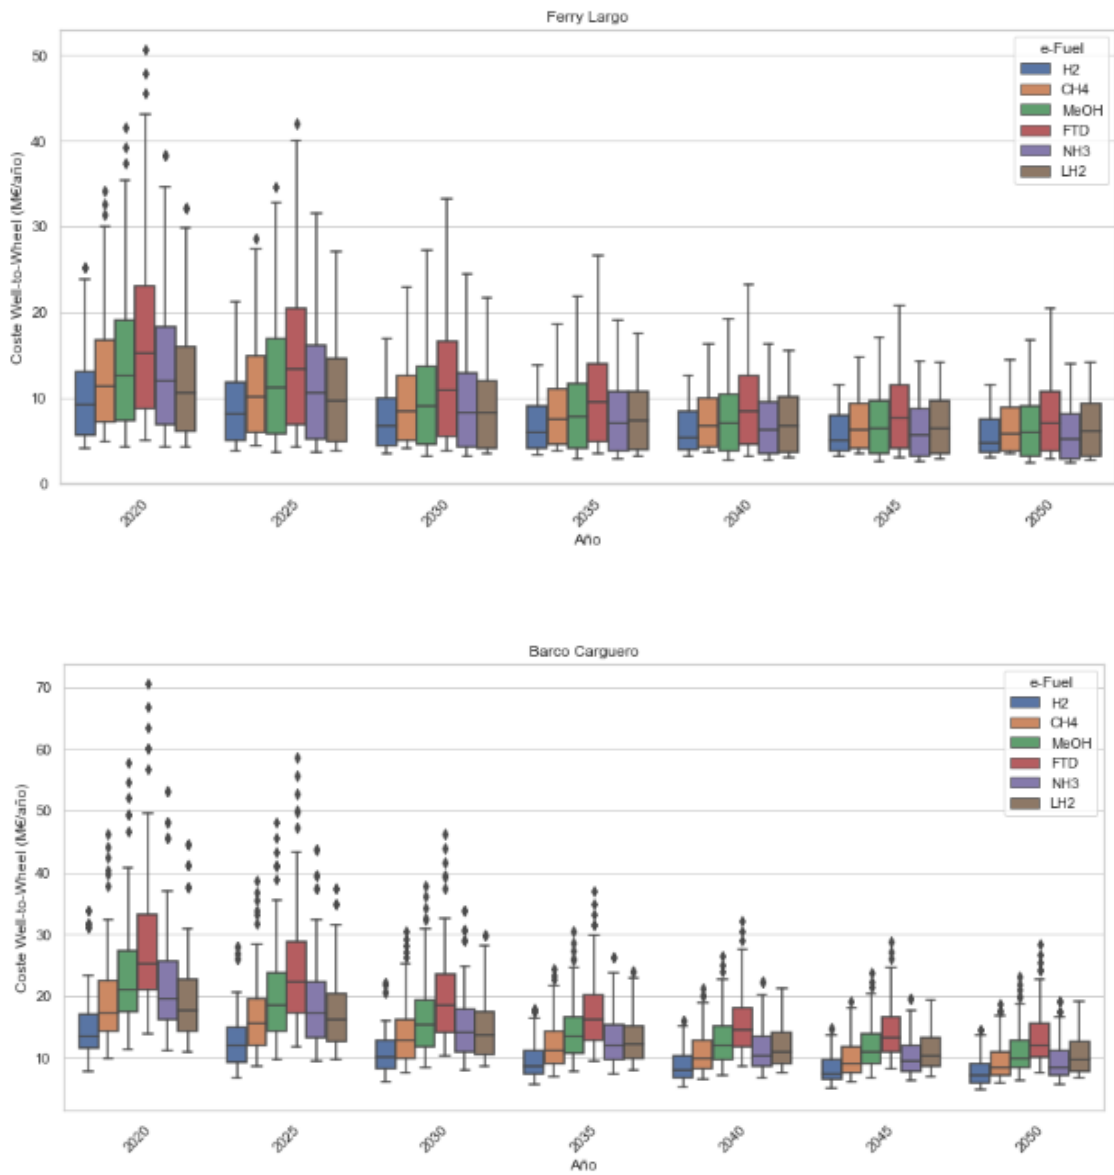 Ferry Largo
Coste Well-to-Wheel (M€/año)
50
40
30
20
10
0
e-Fuel
H2
CH4
MeOH
FTD
NH3
LH2
2020 2025 2030 2035 2040 2045 2050
Año
Barco Carguero
Coste Well-to-Wheel (M€/año)
70
60
50
40
30
20
10
e-Fuel
H2
CH4
MeOH
FTD
NH3
LH2
2020 2025 2030 2035 2040 2045 2050
Año